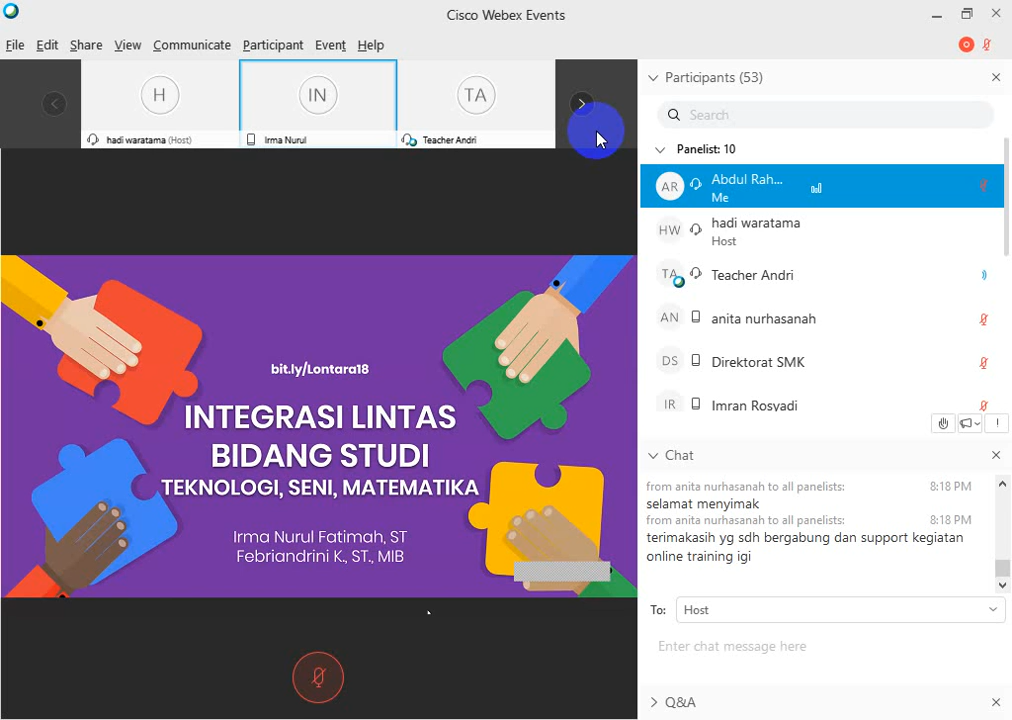 Cisco Webex Events
File Edit Share View Communicate Participant Event Help
H
IN
TA
hadi waratama (Host)
Irma Nurul
Teacher Andri
bit.ly/Lontara18
INTEGRASI LINTAS
BIDANG STUDI
TEKNOLOGI, SENI, MATEMATIKA
Irma Nurul Fatimah, ST
Febriandrini K., ST., MIB
Participants (53)
Search
Panelist: 10
AR
Abdul Rah...
Me
HW
hadi waratama
Host
TA
Teacher Andri
AN
anita nurhasanah
DS
Direktorat SMK
IR
Imran Rosyadi
Chat
from anita nurhasanah to all panelists: 8:18 PM
selamat menyimak
from anita nurhasanah to all panelists: 8:18 PM
terimakasih yg sdh bergabung dan support kegiatan
online training igi
To: Host
Enter chat message here
Q&A